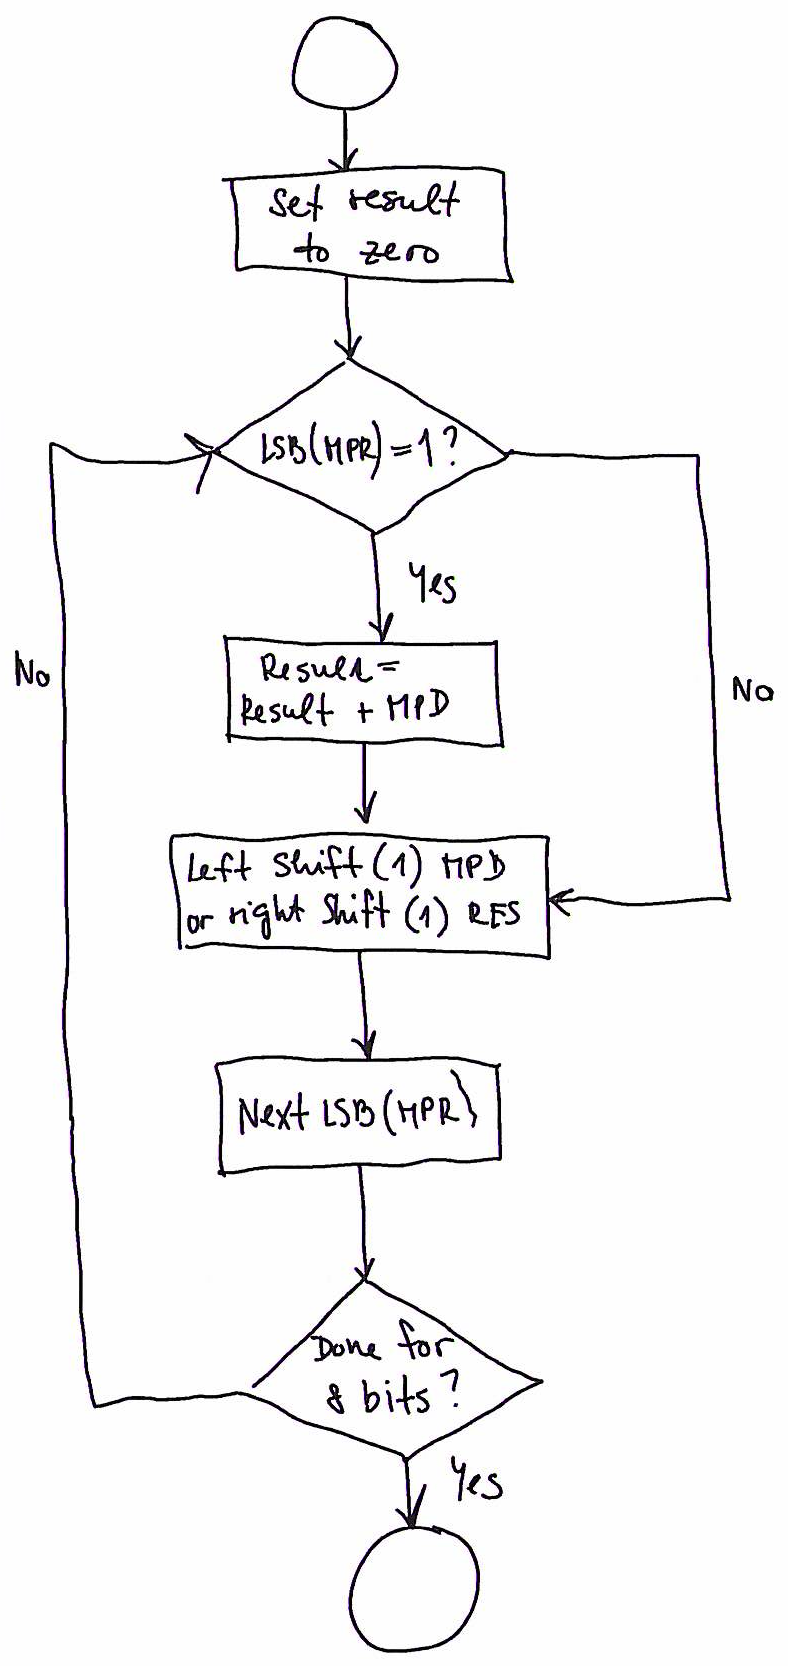 Set result
to zero
LSB(MPR)=1?
Yes
No
No
Result=
Result + MPD
Left Shift (1) MPD
or right Shift (1) RES
Next LSB(MPR)
Done for
8 bits?
Yes